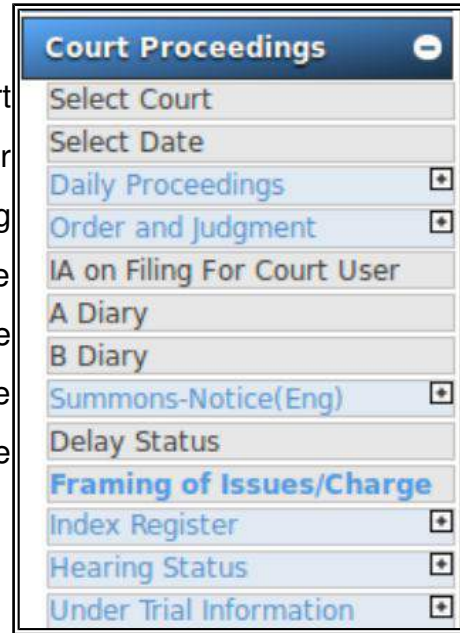 Court Proceedings
Select Court
Select Date
Daily Proceedings
Order and Judgment
IA on Filing For Court User
A Diary
B Diary
Summons-Notice(Eng)
Delay Status
Framing of Issues/Charge
Index Register
Hearing Status
Under Trial Information